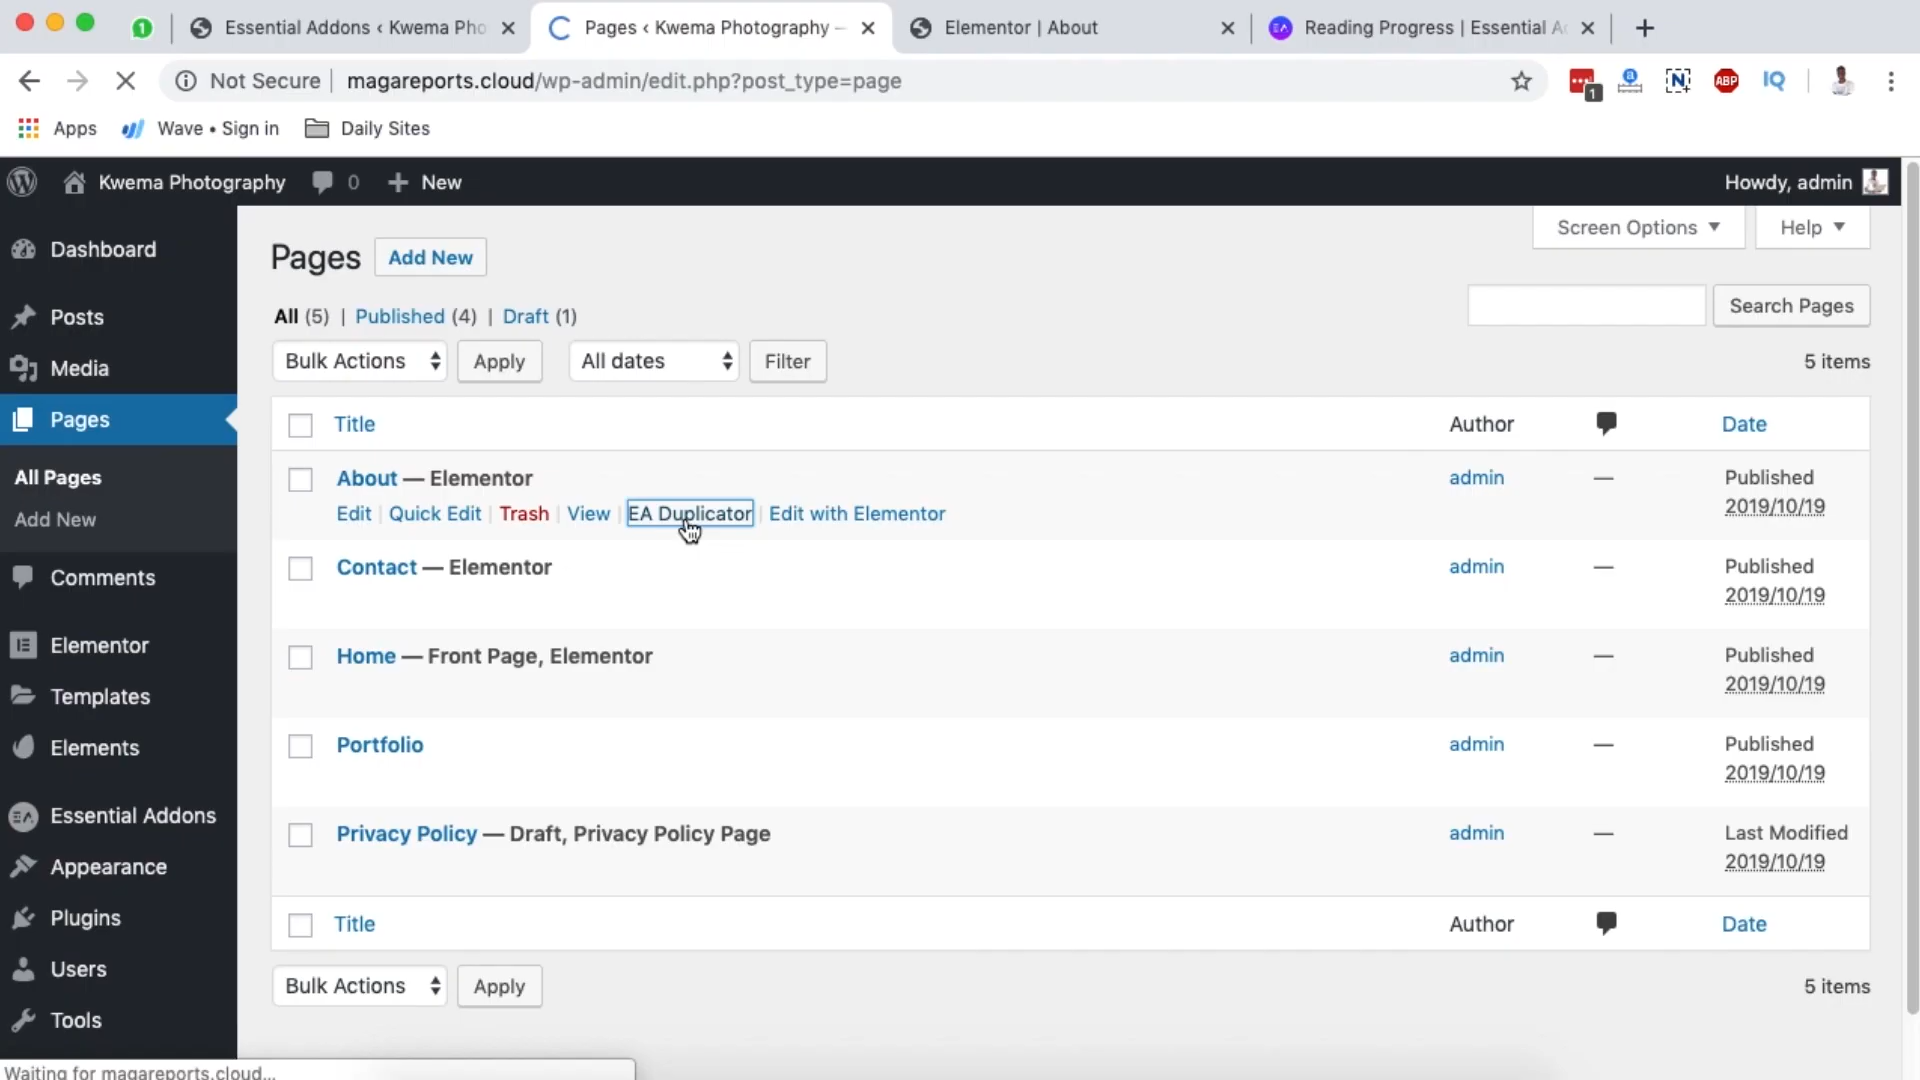 Essential Addons ‹ Kwema Pho
Pages ‹ Kwema Photography —
Elementor | About
Reading Progress | Essential A
Not Secure
magareports.cloud/wp-admin/edit.php?post_type=page
1
ABP
IQ
Apps
Wave • Sign in
Daily Sites
Kwema Photography
0
New
Howdy, admin
Dashboard
Posts
Media
Pages
All Pages
Add New
Comments
Elementor
Templates
Elements
Essential Addons
Appearance
Plugins
Users
Tools
Screen Options
Help
Pages
Add New
All (5) | Published (4) | Draft (1)
Search Pages
Bulk Actions
Apply
All dates
Filter
5 items
Title
Author
Date
About — Elementor
Edit | Quick Edit | Trash | View | EA Duplicator | Edit with Elementor
admin
—
Published
2019/10/19
Contact — Elementor
admin
—
Published
2019/10/19
Home — Front Page, Elementor
admin
—
Published
2019/10/19
Portfolio
admin
—
Published
2019/10/19
Privacy Policy — Draft, Privacy Policy Page
admin
—
Last Modified
2019/10/19
Title
Author
Date
Bulk Actions
Apply
5 items
Waiting for magareports.cloud...